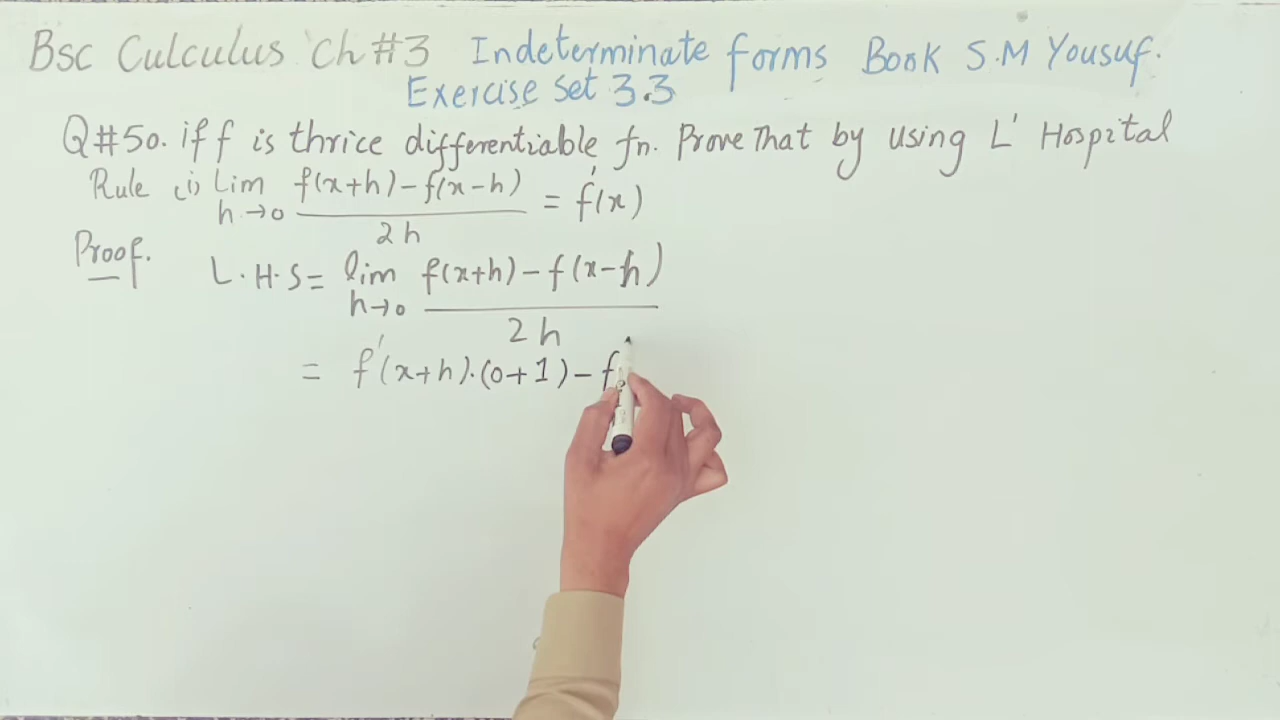 Bsc Culculus Ch #3 Indeterminate forms Book S.M Yousuf.
Exercise Set 3.3
Q#50. if f is thrice differentiable fn. Prove That by using L' Hospital
Rule (i) lim h→0 f(x+h)-f(x-h) / 2h = f'(x)
Proof.
L.H.S = lim h→0 f(x+h)-f(x-h) / 2h
= f'(x+h).(0+1)-f